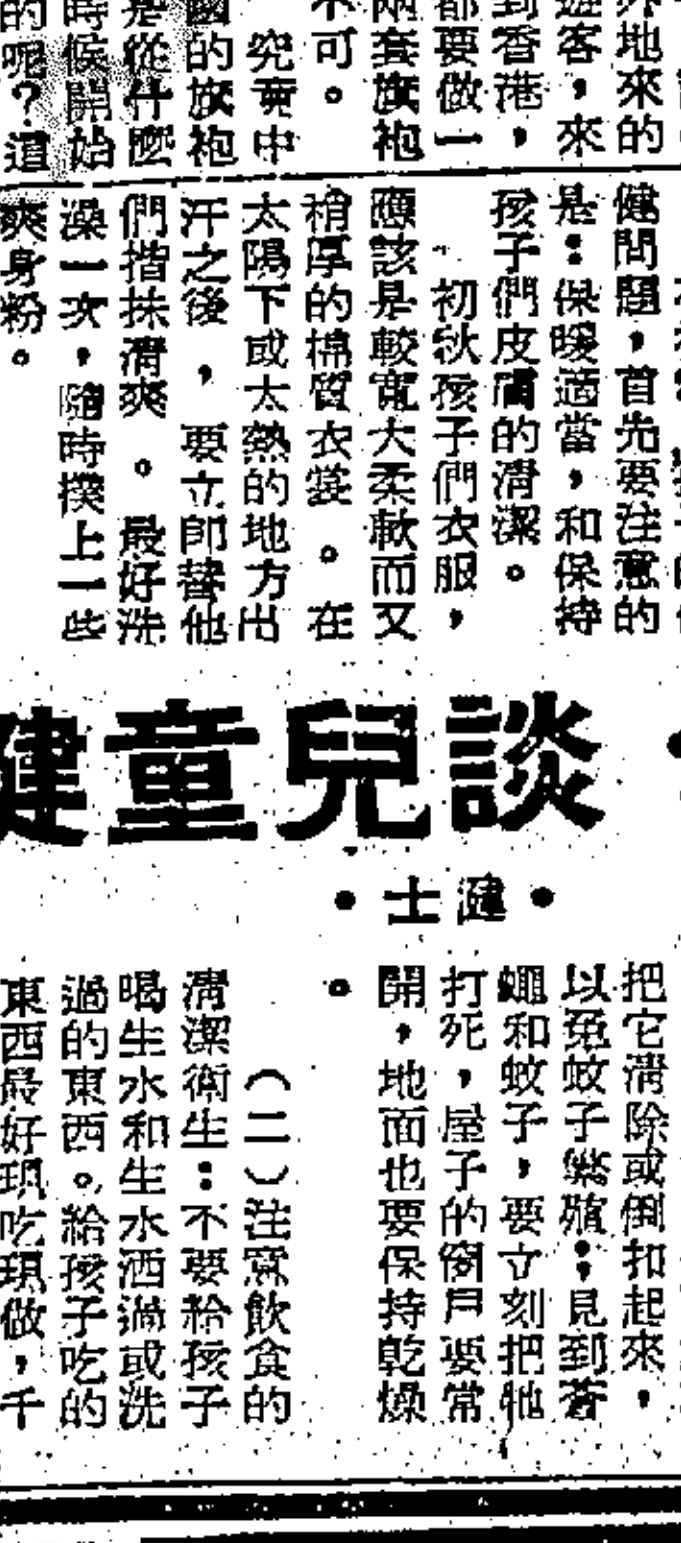 外地來的
遊客，來
到香港，
都要做一
兩套旗袍
不可。
究竟中
國的旗袍
是從什麽
時候開始
的呢？這
健問題，首先要注意的
是：保暖適當，和保持
孩子們皮膚的清潔。
初秋孩子們衣服，
應該是較寬大柔軟而又
稍厚的棉質衣裳。在
太陽下或太熱的地方出
汗之後，要立即替他
們揩抹清爽。最好洗
澡一次，隨時撲上一些
爽身粉。
談兒童健
•健士•
把它清除或倒扣起來，
以免蚊子繁殖；見到蒼
蠅和蚊子，要立刻把牠
打死，屋子的窗戶要常
開，地面也要保持乾燥
。
（二）注意飲食的
清潔衛生：不要給孩子
喝生水和生水洒過或洗
過的東西。給孩子吃的
東西最好現吃現做，千